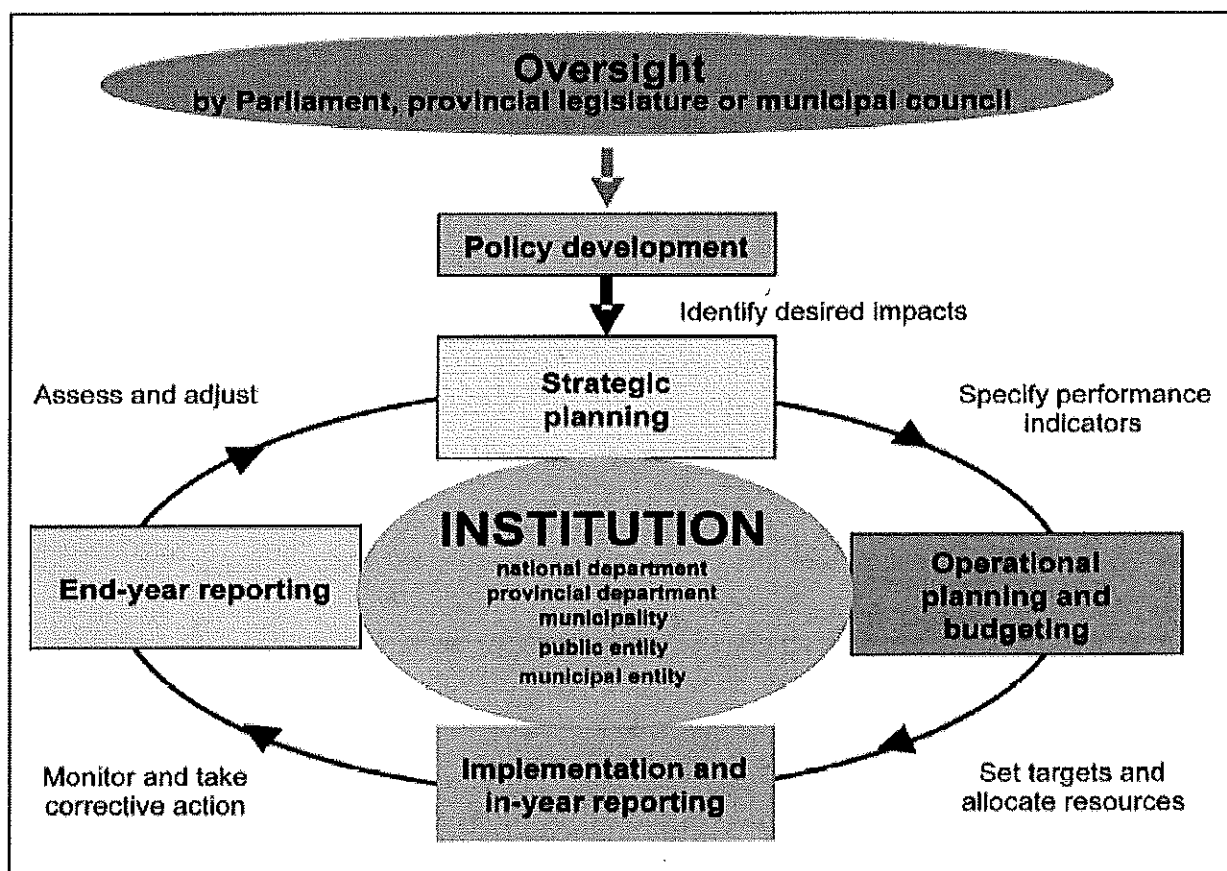 Oversight
by Parliament, provincial legislature or municipal council
Policy development
Identify desired impacts
Strategic
planning
Assess and adjust
Specify performance
indicators
INSTITUTION
national department
provincial department
municipality
public entity
municipal entity
End-year reporting
Operational
planning and
budgeting
Implementation and
in-year reporting
Monitor and take
corrective action
Set targets and
allocate resources